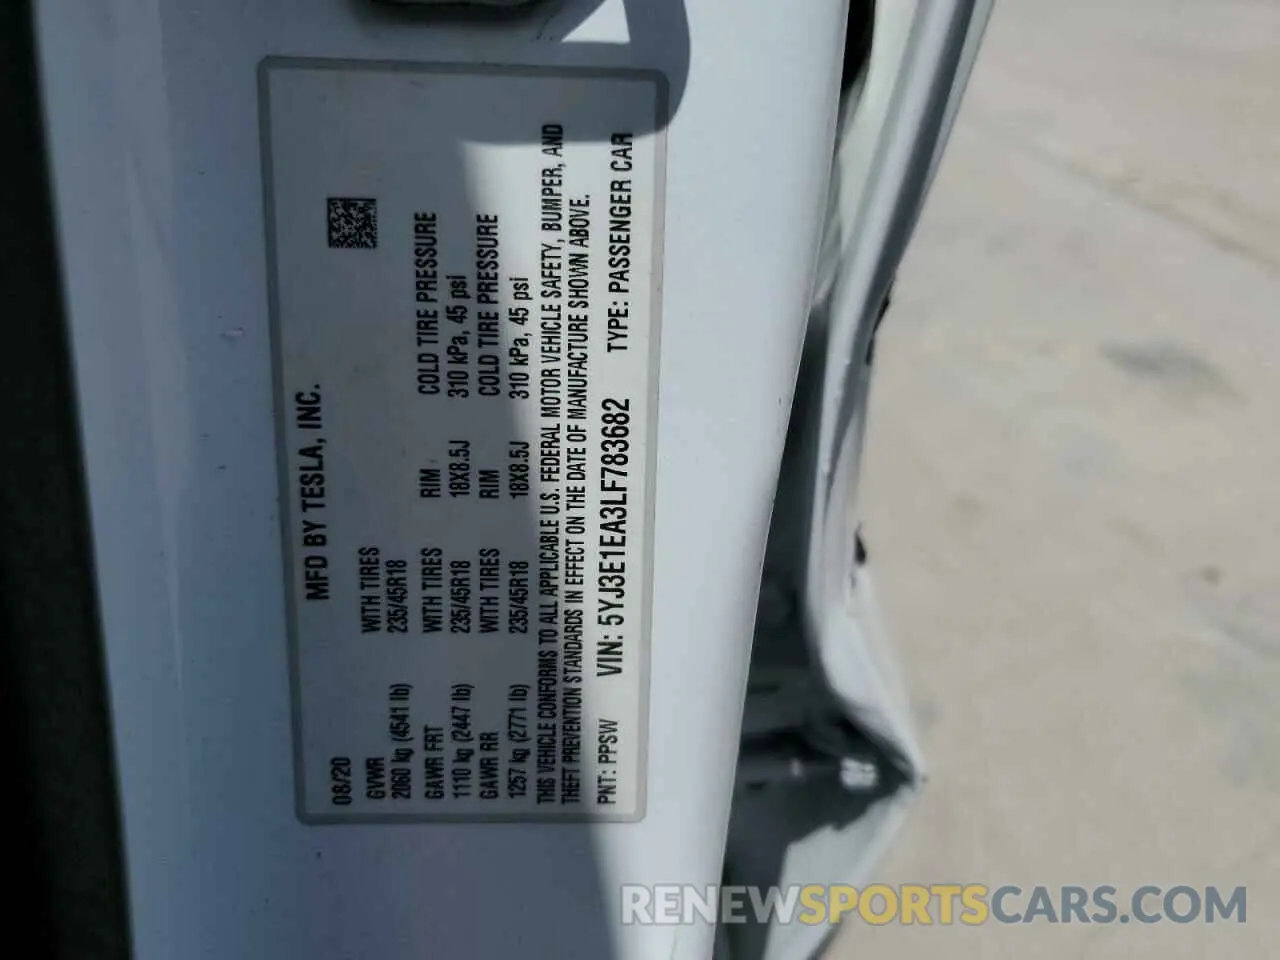 MFD BY TESLA, INC.
08/20
GVWR WITH TIRES
2060 kg (4541 lb) 235/45R18
GAWR FRT WITH TIRES RIM COLD TIRE PRESSURE
1110 kg (2447 lb) 235/45R18 18X8.5J 310 kPa, 45 psi
GAWR RR WITH TIRES RIM COLD TIRE PRESSURE
1257 kg (2771 lb) 235/45R18 18X8.5J 310 kPa, 45 psi
THIS VEHICLE CONFORMS TO ALL APPLICABLE U.S. FEDERAL MOTOR VEHICLE SAFETY, BUMPER, AND
THEFT PREVENTION STANDARDS IN EFFECT ON THE DATE OF MANUFACTURE SHOWN ABOVE.
PNT: PPSW VIN: 5YJ3E1EA3LF783682 TYPE: PASSENGER CAR
RENEWSPORTSCARS.COM